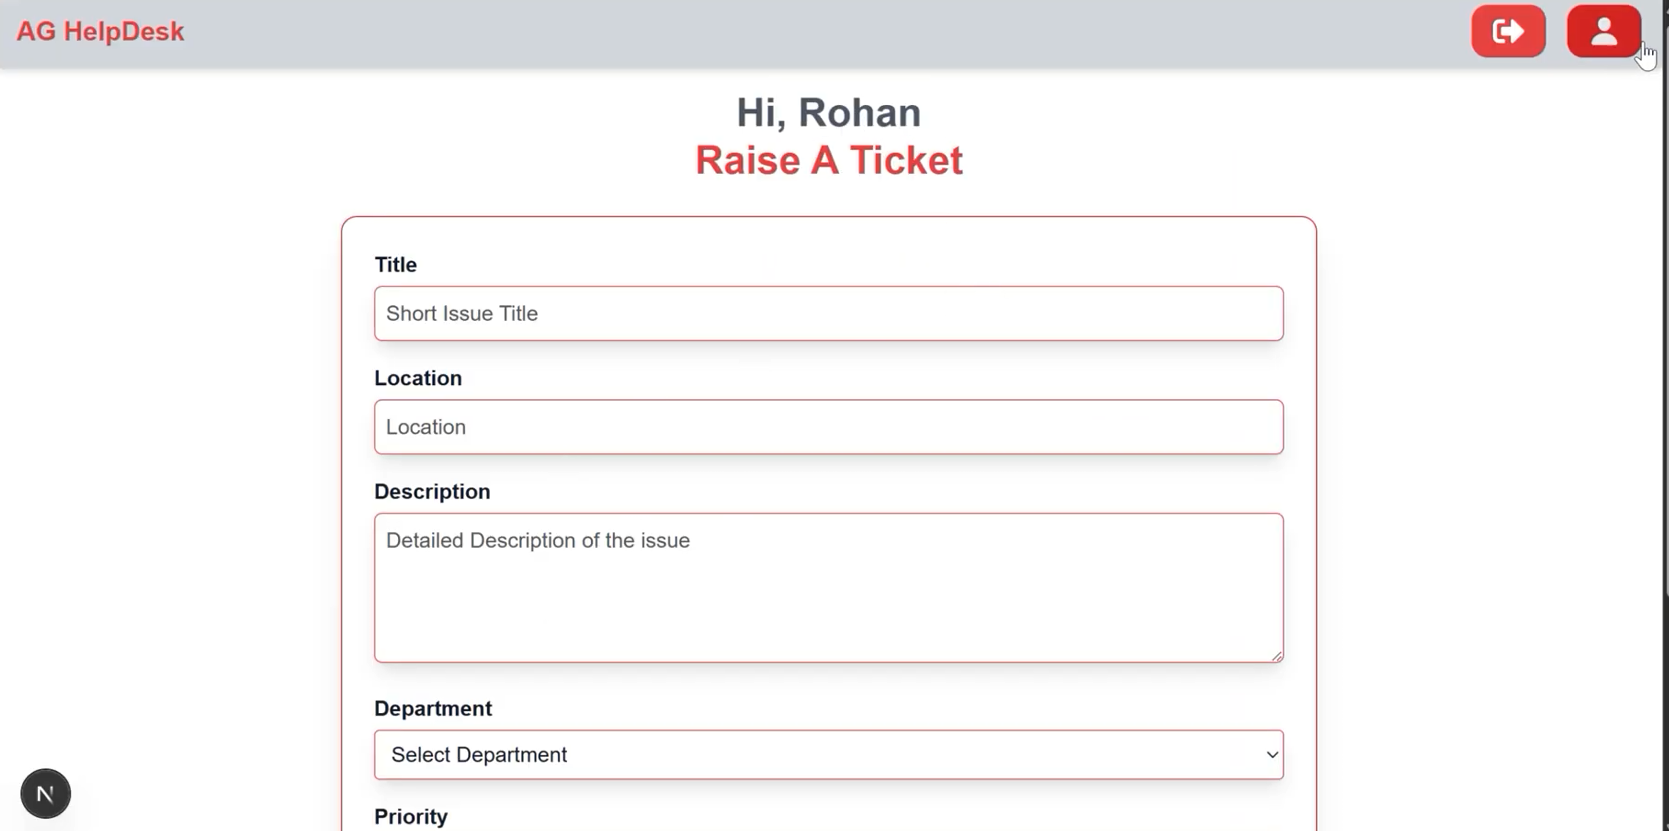 AG HelpDesk
Hi, Rohan
Raise A Ticket
Title
Short Issue Title
Location
Location
Description
Detailed Description of the issue
Department
Select Department
N
Priority